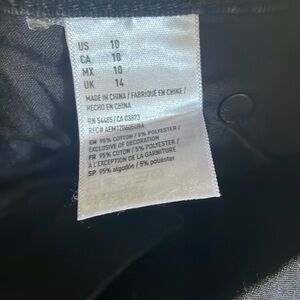 US 10
CA 10
MX 10
UK 14
MADE IN CHINA / FABRIQUÉ EN CHINE /
HECHO EN CHINA
RN 54485/CA 03873
EN 95% COTTON / 5% POLYESTER /
EXCLUSIVE OF DECORATION
FR 95% COTON / 5% POLYESTER /
À L'EXCEPTION DE LA GARNITURE
SP 95% algodón / 5% poliéster